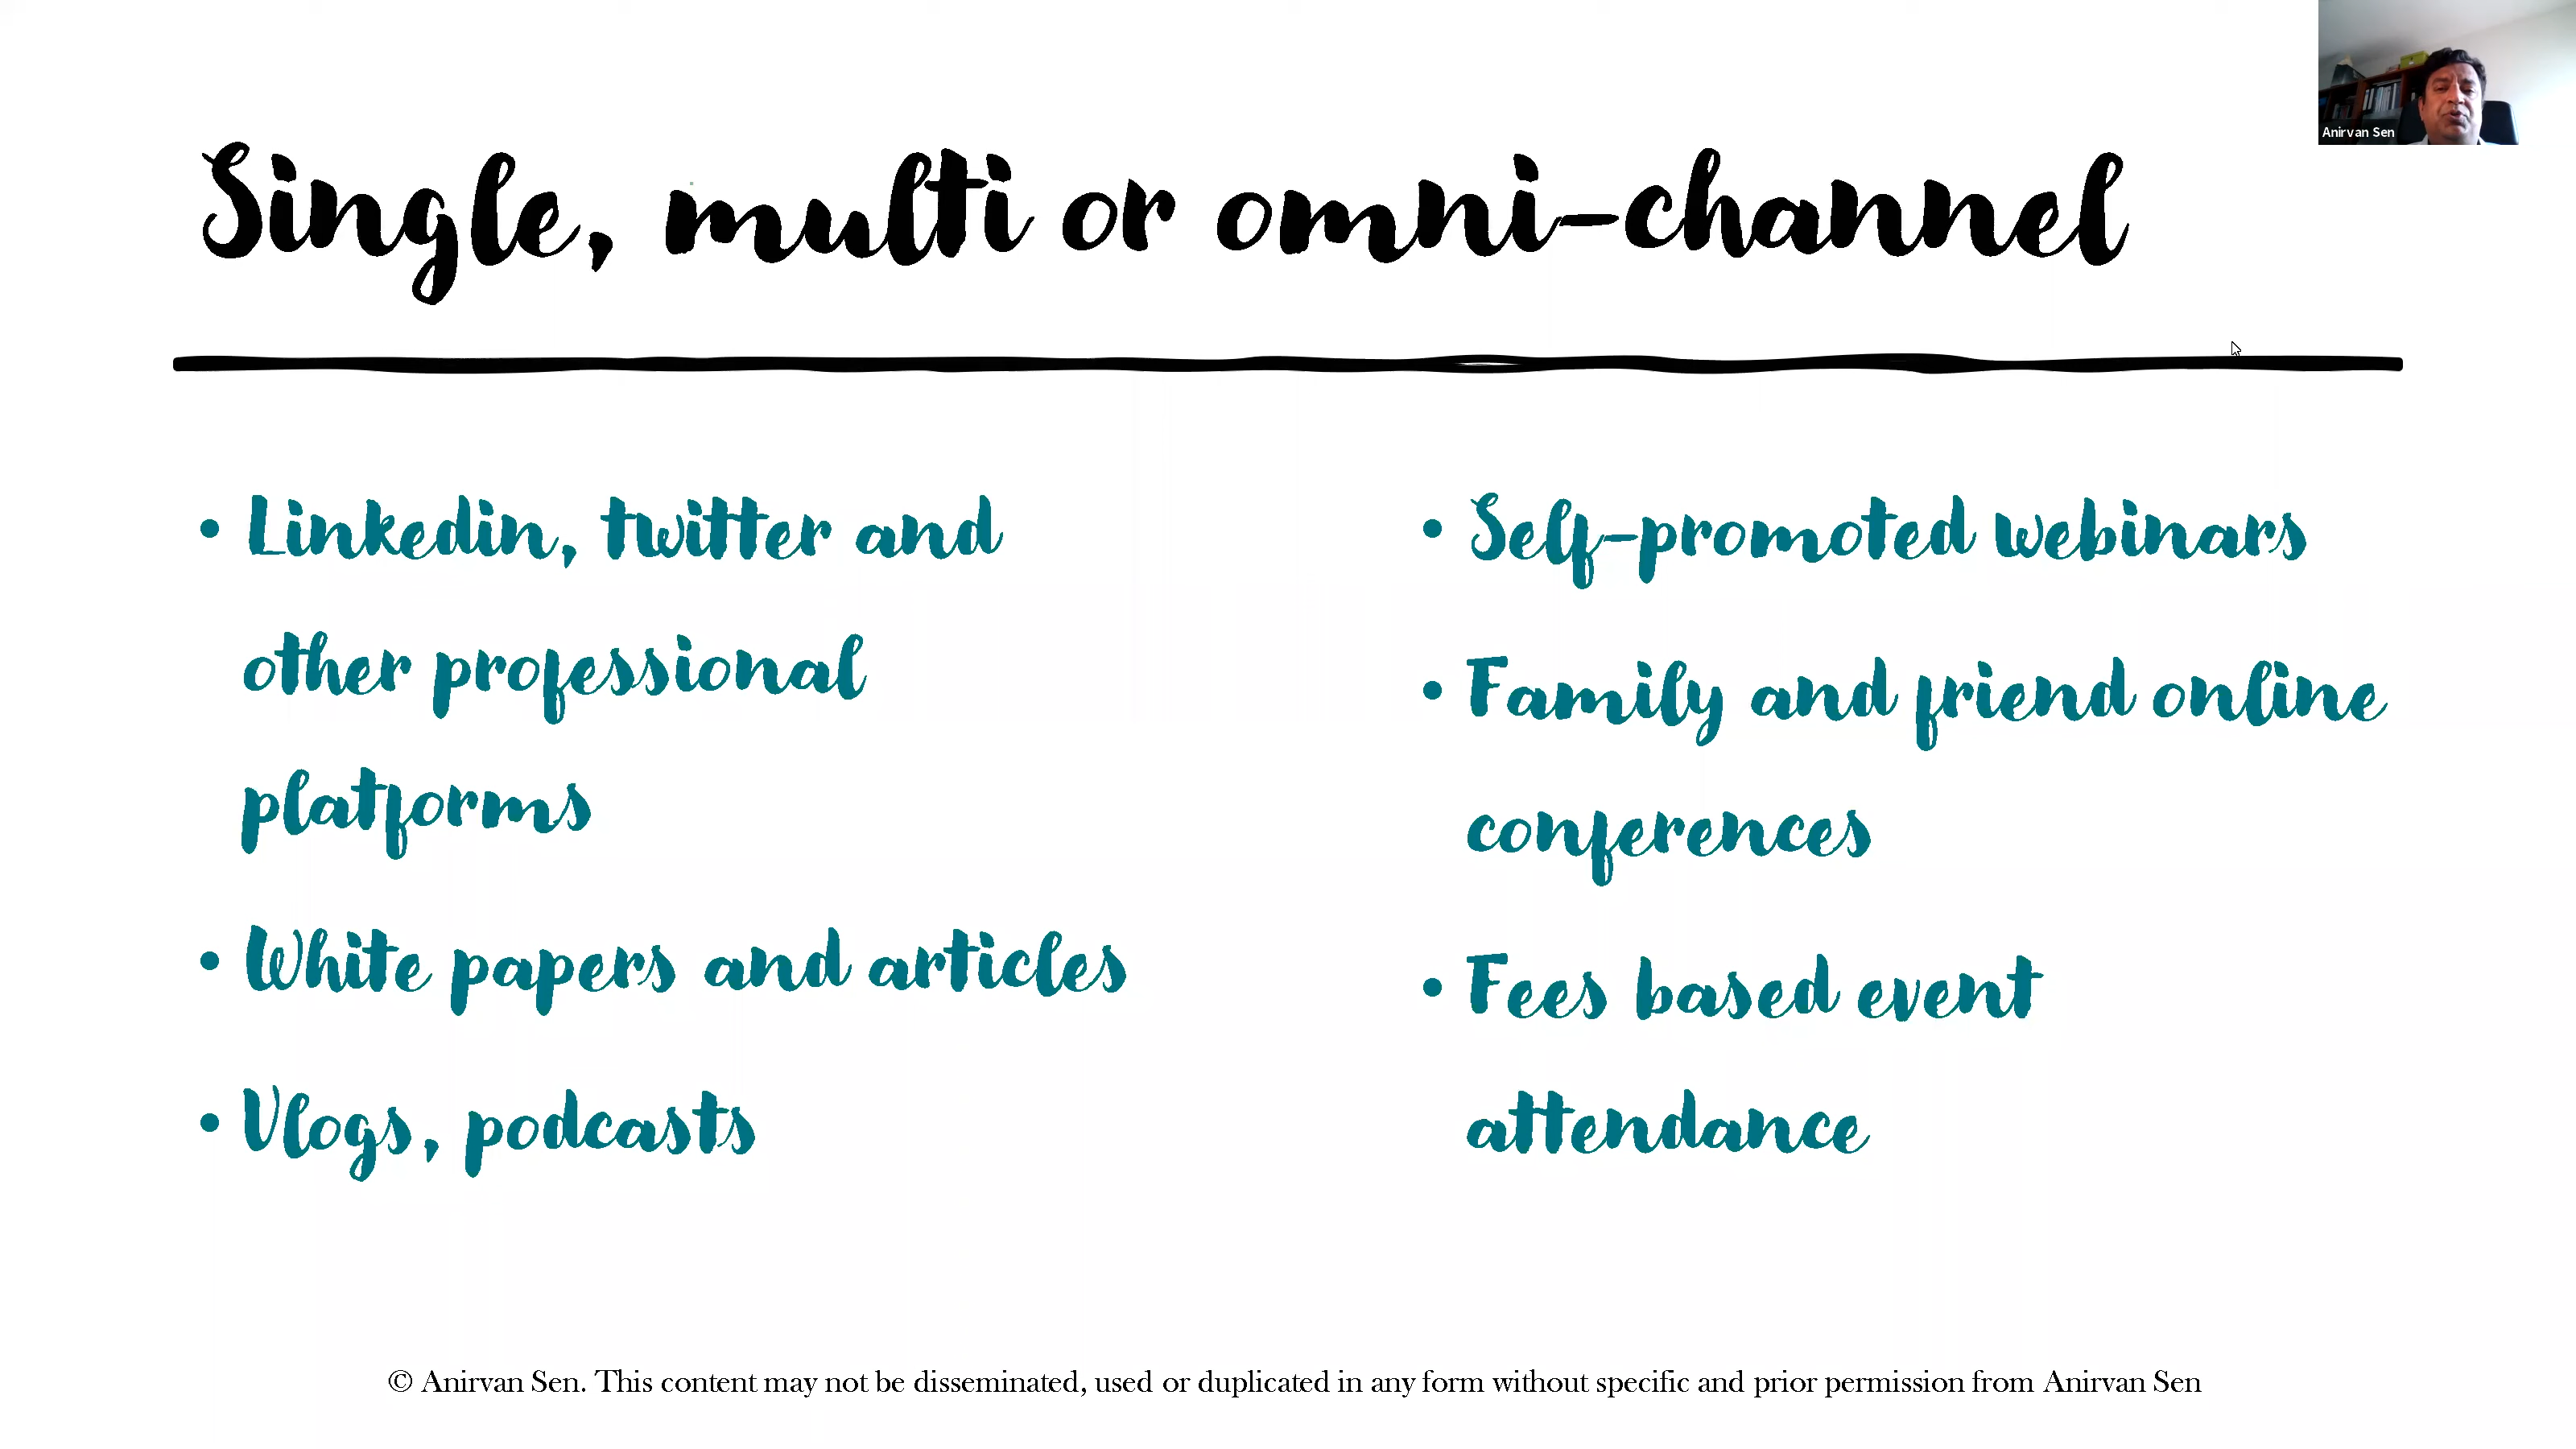 Anirvan Sen
Single, multi or omni-channel
• Linkedin, twitter and
other professional
platforms
• White papers and articles
• Vlogs, podcasts
• Self-promoted webinars
• Family and friend online
conferences
• Fees based event
attendance
© Anirvan Sen. This content may not be disseminated, used or duplicated in any form without specific and prior permission from Anirvan Sen